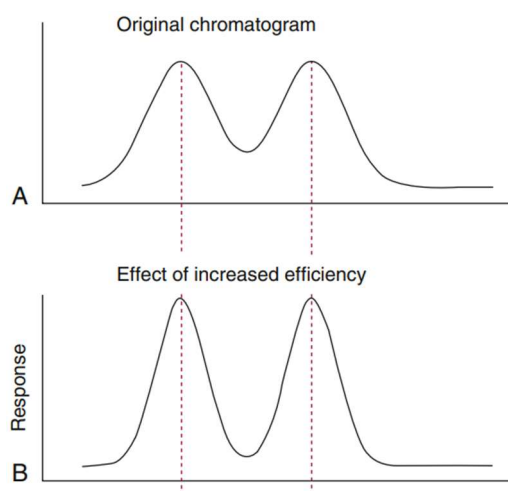 Original chromatogram
A
Effect of increased efficiency
Response
B